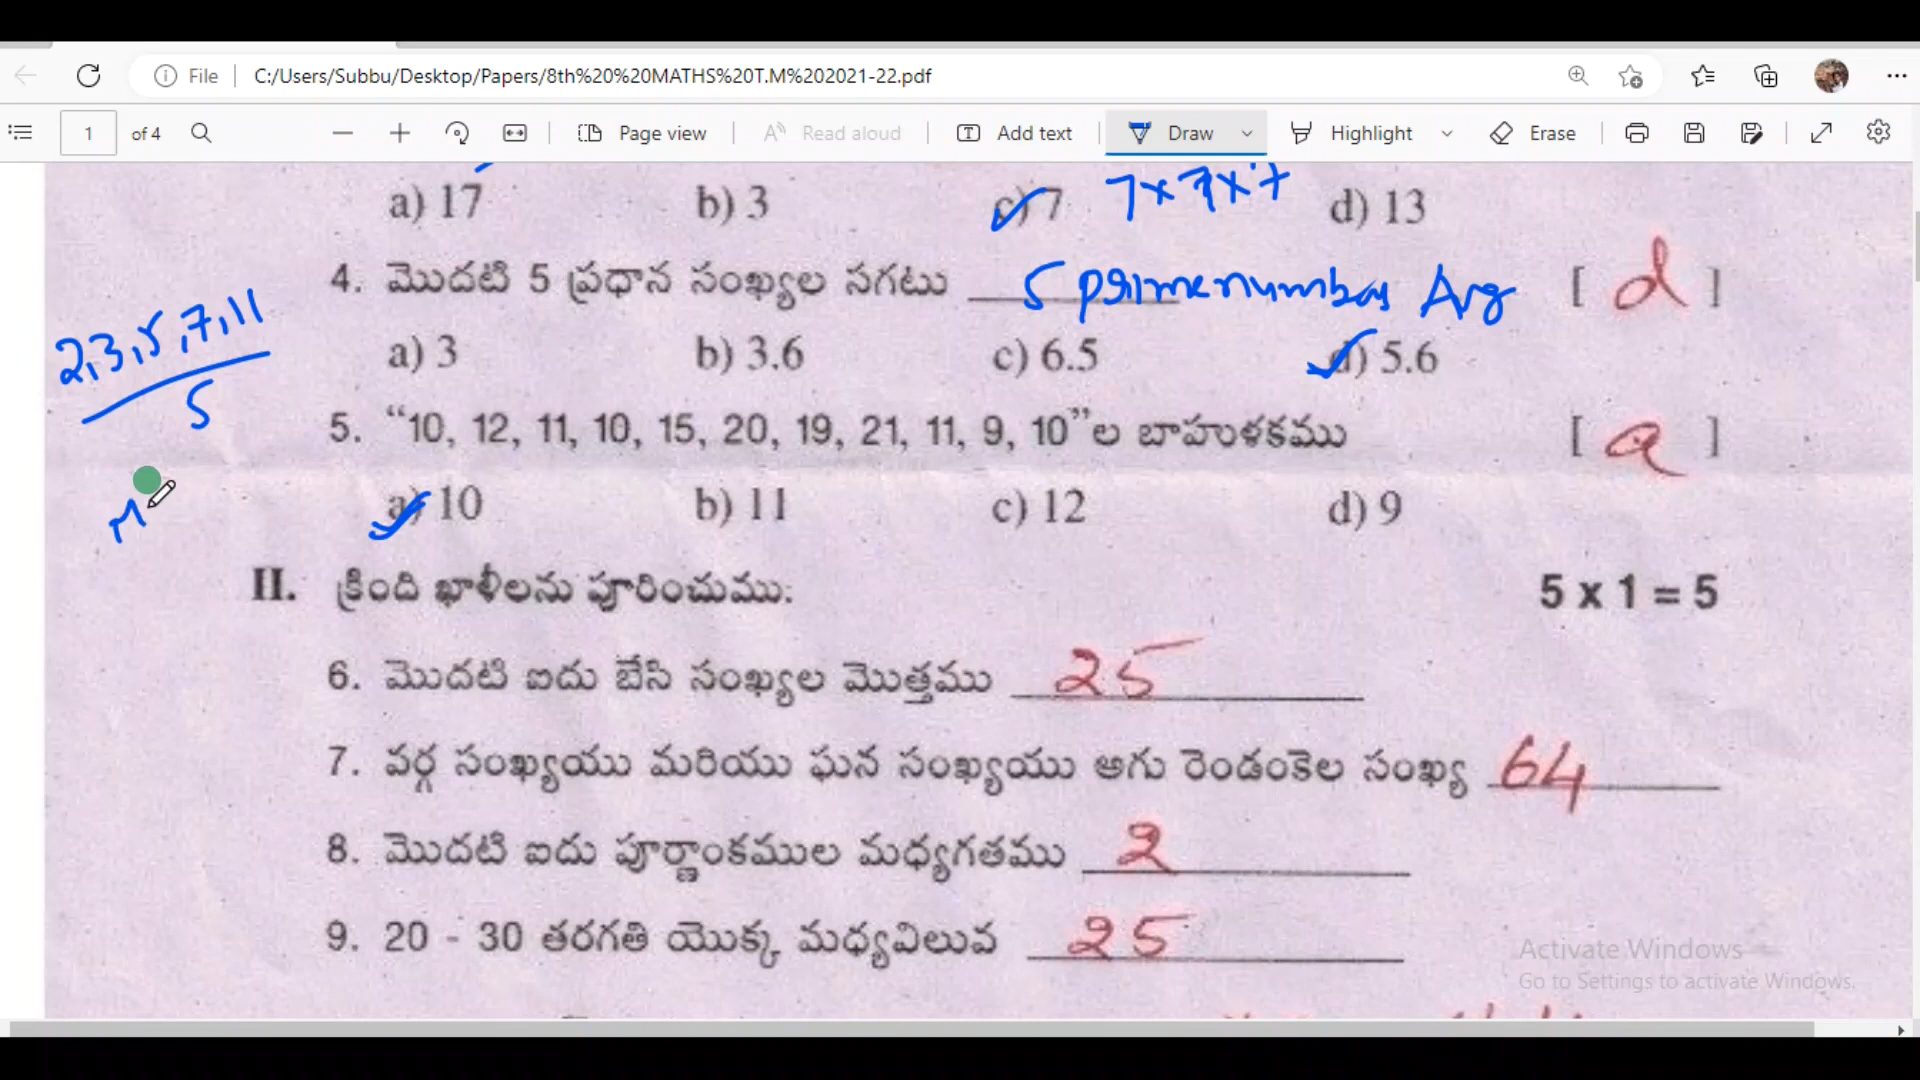 File C:/Users/Subbu/Desktop/Papers/8th%20%20MATHS%20T.M%202021-22.pdf
1 of 4 Page view Read aloud Add text Draw Highlight Erase
a) 17 b) 3 c) 7 7×7×7 d) 13
4. మొదటి 5 ప్రధాన సంఖ్యల సగటు 5 primenumbas Avg [ d ]
2,3,5,7,11
5
a) 3 b) 3.6 c) 6.5 d) 5.6
5. “10, 12, 11, 10, 15, 20, 19, 21, 11, 9, 10”ల బాహుళకము [ a ]
M
a) 10 b) 11 c) 12 d) 9
II. క్రింది ఖాళీలను పూరించుము: 5 x 1 = 5
6. మొదటి ఐదు బేసి సంఖ్యల మొత్తము 25
7. వర్గ సంఖ్యయు మరియు ఘన సంఖ్యయు ఆగు రెండంకెల సంఖ్య 64
8. మొదటి ఐదు పూర్ణాంకముల మధ్యగతము 2
9. 20 - 30 తరగతి యొక్క మధ్యవిలువ 25
Activate Windows
Go to Settings to activate Windows.